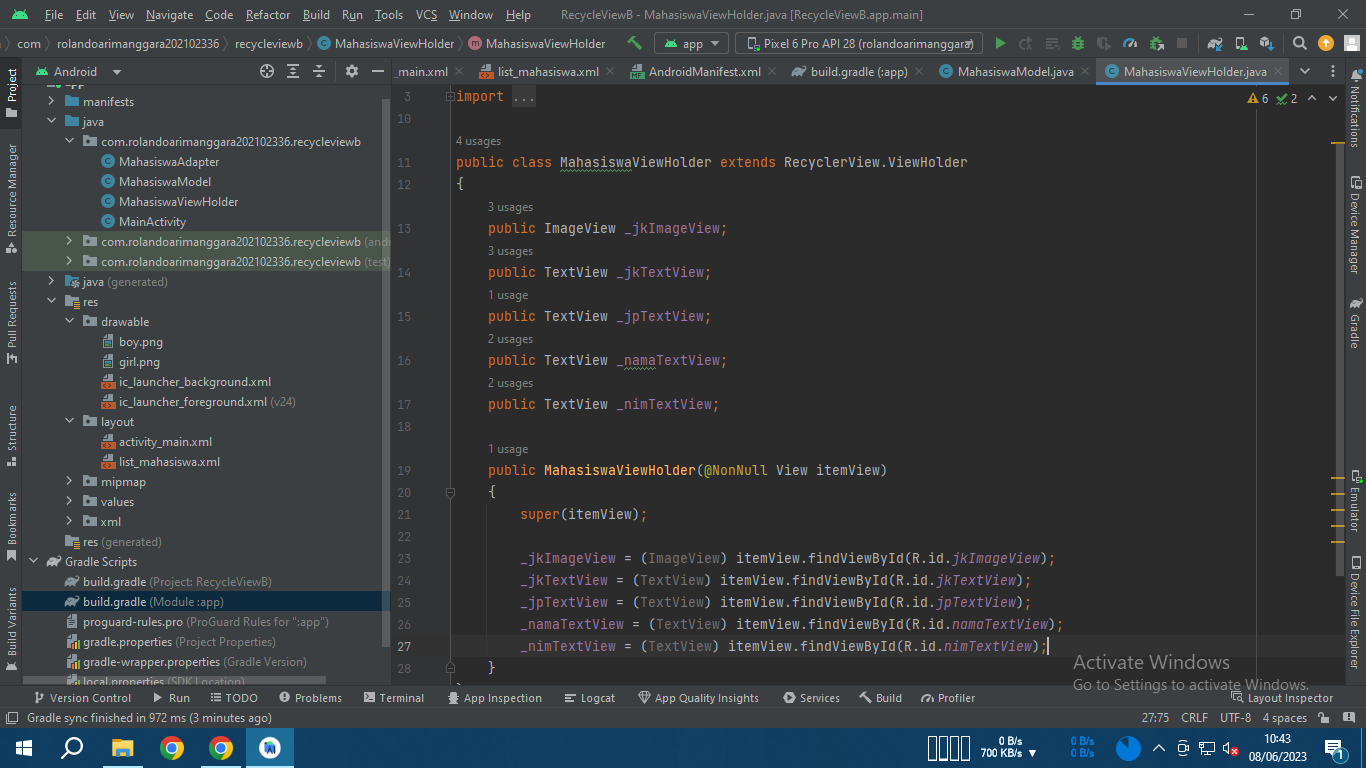 File Edit View Navigate Code Refactor Build Run Tools VCS Window Help RecycleViewB - MahasiswaViewHolder.java [RecycleViewB.app.main]
com rolandoarimanggara202102336 recycleviewb MahasiswaViewHolder MahasiswaViewHolder app Pixel 6 Pro API 28 (rolandoarimanggara)
Android
_main.xml list_mahasiswa.xml AndroidManifest.xml build.gradle (:app) MahasiswaModel.java MahasiswaViewHolder.java
Project
Resource Manager
Pull Requests
Structure
Bookmarks
Build Variants
manifests
java
com.rolandoarimanggara202102336.recycleviewb
MahasiswaAdapter
MahasiswaModel
MahasiswaViewHolder
MainActivity
com.rolandoarimanggara202102336.recycleviewb (and
com.rolandoarimanggara202102336.recycleviewb (test)
java (generated)
res
drawable
boy.png
girl.png
ic_launcher_background.xml
ic_launcher_foreground.xml (v24)
layout
activity_main.xml
list_mahasiswa.xml
mipmap
values
xml
res (generated)
Gradle Scripts
build.gradle (Project: RecycleViewB)
build.gradle (Module :app)
proguard-rules.pro (ProGuard Rules for ":app")
gradle.properties (Project Properties)
gradle-wrapper.properties (Gradle Version)
local.properties (SDK Location)
3 import ...
6 2
10
4 usages
11 public class MahasiswaViewHolder extends RecyclerView.ViewHolder
12 {
3 usages
13 public ImageView _jkImageView;
3 usages
14 public TextView _jkTextView;
1 usage
15 public TextView _jpTextView;
2 usages
16 public TextView _namaTextView;
2 usages
17 public TextView _nimTextView;
18
1 usage
19 public MahasiswaViewHolder(@NonNull View itemView)
20 {
21 super(itemView);
22
23 _jkImageView = (ImageView) itemView.findViewById(R.id.jkImageView);
24 _jkTextView = (TextView) itemView.findViewById(R.id.jkTextView);
25 _jpTextView = (TextView) itemView.findViewById(R.id.jpTextView);
26 _namaTextView = (TextView) itemView.findViewById(R.id.namaTextView);
27 _nimTextView = (TextView) itemView.findViewById(R.id.nimTextView);
28 }
Notifications
Device Manager
Gradle
Emulator
Device File Explorer
Activate Windows
Go to Settings to activate Windows.
Version Control Run TODO Problems Terminal App Inspection Logcat App Quality Insights Services Build Profiler Layout Inspector
Gradle sync finished in 972 ms (3 minutes ago) 27:75 CRLF UTF-8 4 spaces
0 B/s
700 KB/s
0 B/s
0 B/s
10:43
08/06/2023
1